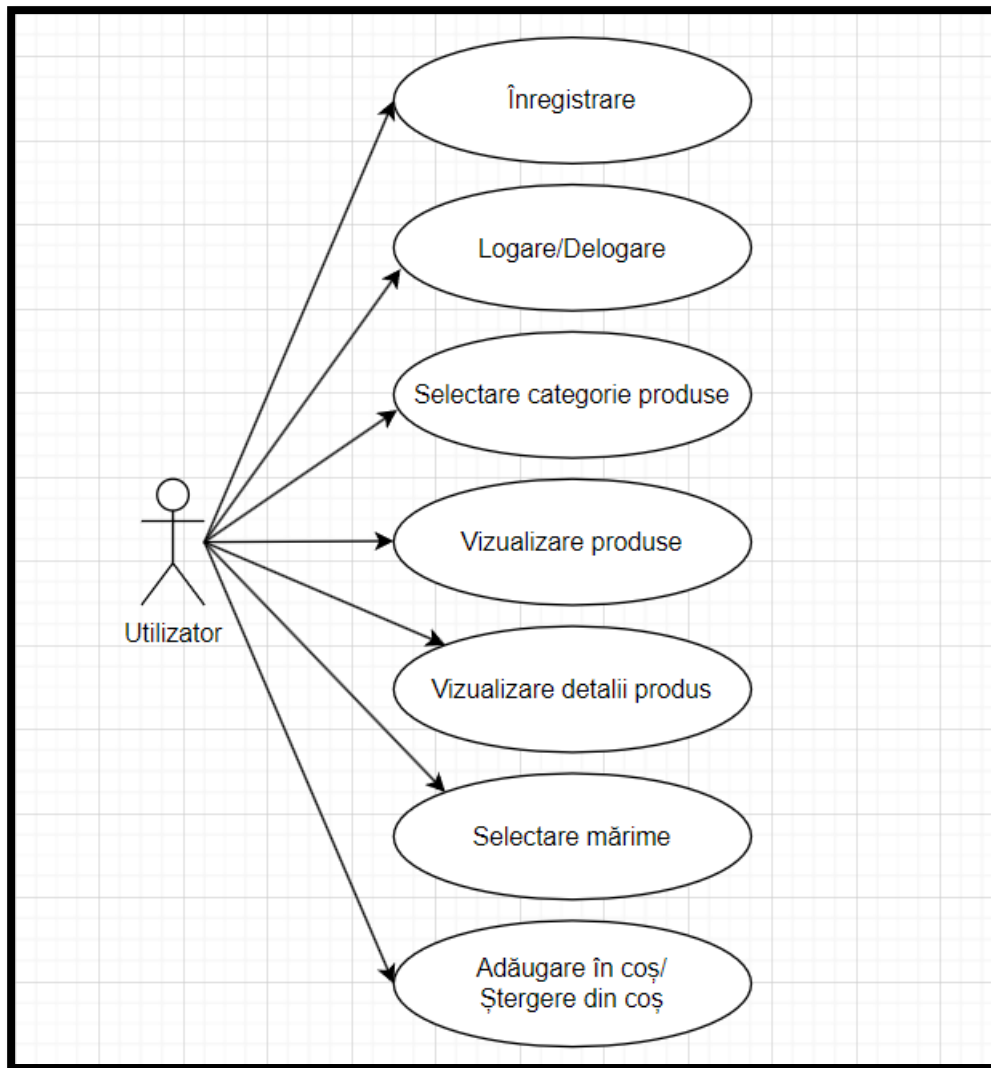 Înregistrare
Logare/Delogare
Selectare categorie produse
Vizualizare produse
Utilizator
Vizualizare detalii produs
Selectare mărime
Adăugare în coș/
Ștergere din coș